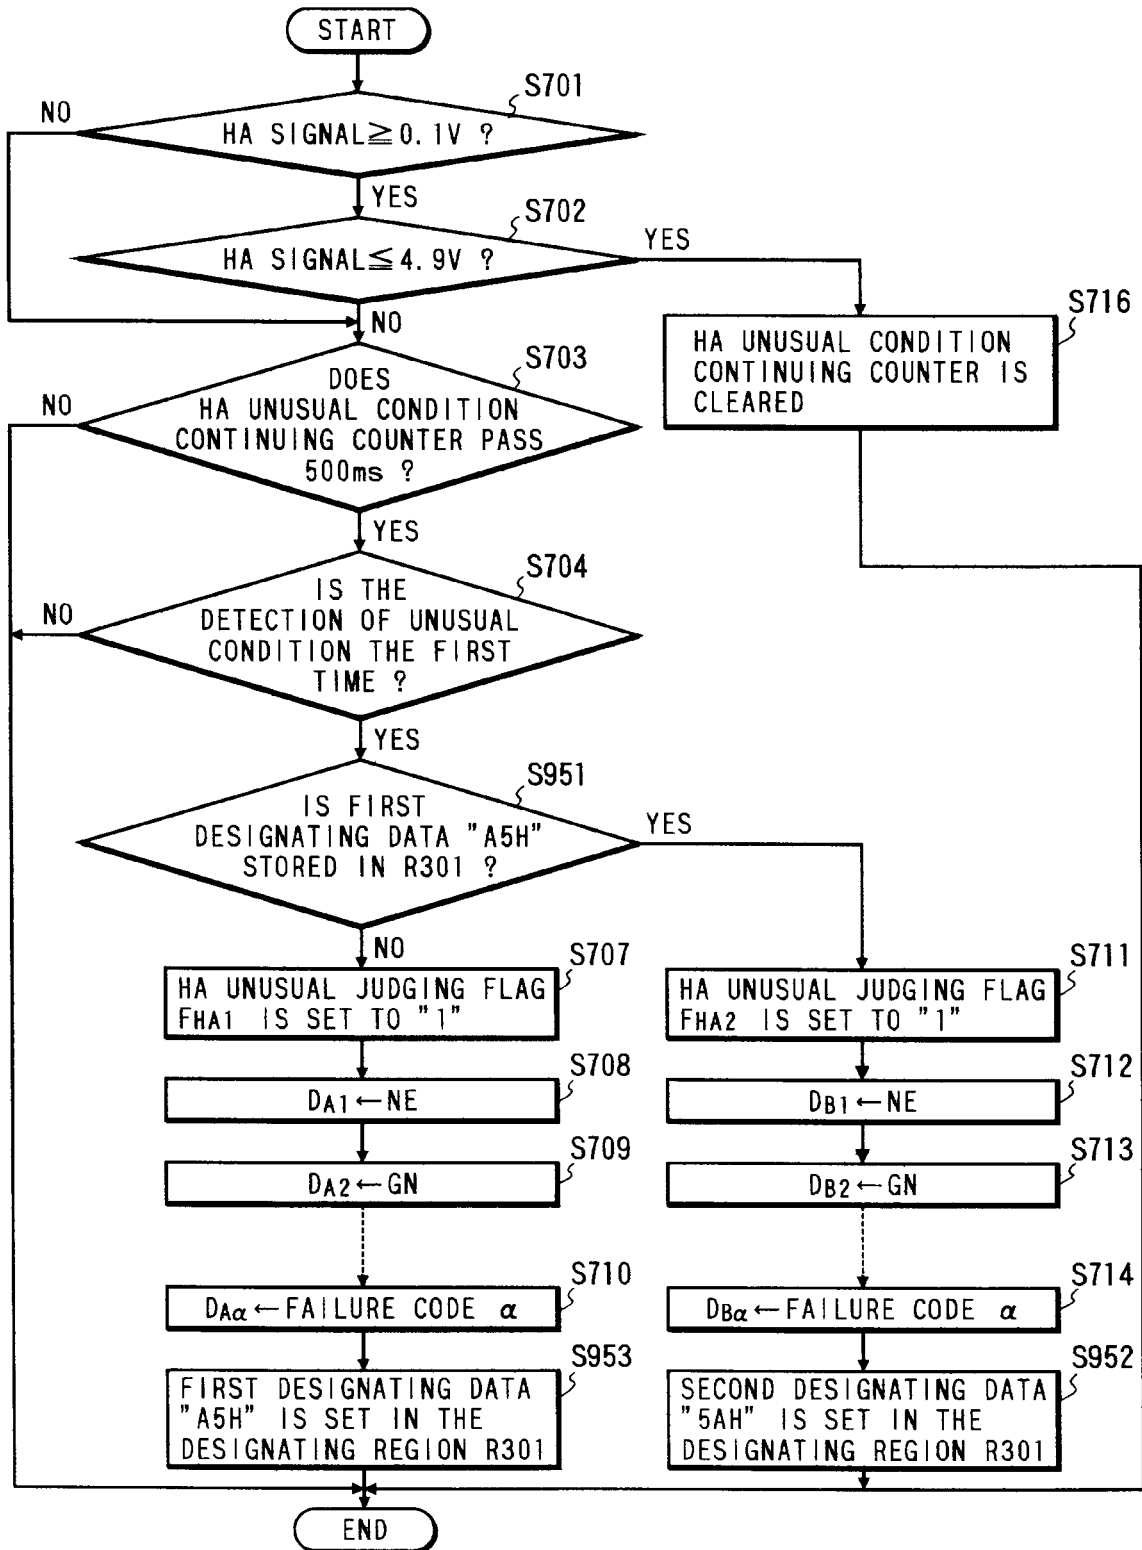 START
S701
NO
HA SIGNAL≧0.1V ?
YES
S702
HA SIGNAL≦4.9V ?
YES
NO
S716
HA UNUSUAL CONDITION
CONTINUING COUNTER IS
CLEARED
S703
NO
DOES
HA UNUSUAL CONDITION
CONTINUING COUNTER PASS
500ms ?
YES
S704
NO
IS THE
DETECTION OF UNUSUAL
CONDITION THE FIRST
TIME ?
YES
S951
IS FIRST
DESIGNATING DATA "A5H"
STORED IN R301 ?
YES
NO
S707
HA UNUSUAL JUDGING FLAG
FHA1 IS SET TO "1"
S708
DA1←NE
S709
DA2←GN
S710
DAα←FAILURE CODE α
S953
FIRST DESIGNATING DATA
"A5H" IS SET IN THE
DESIGNATING REGION R301
S711
HA UNUSUAL JUDGING FLAG
FHA2 IS SET TO "1"
S712
DB1←NE
S713
DB2←GN
S714
DBα←FAILURE CODE α
S952
SECOND DESIGNATING DATA
"5AH" IS SET IN THE
DESIGNATING REGION R301
END